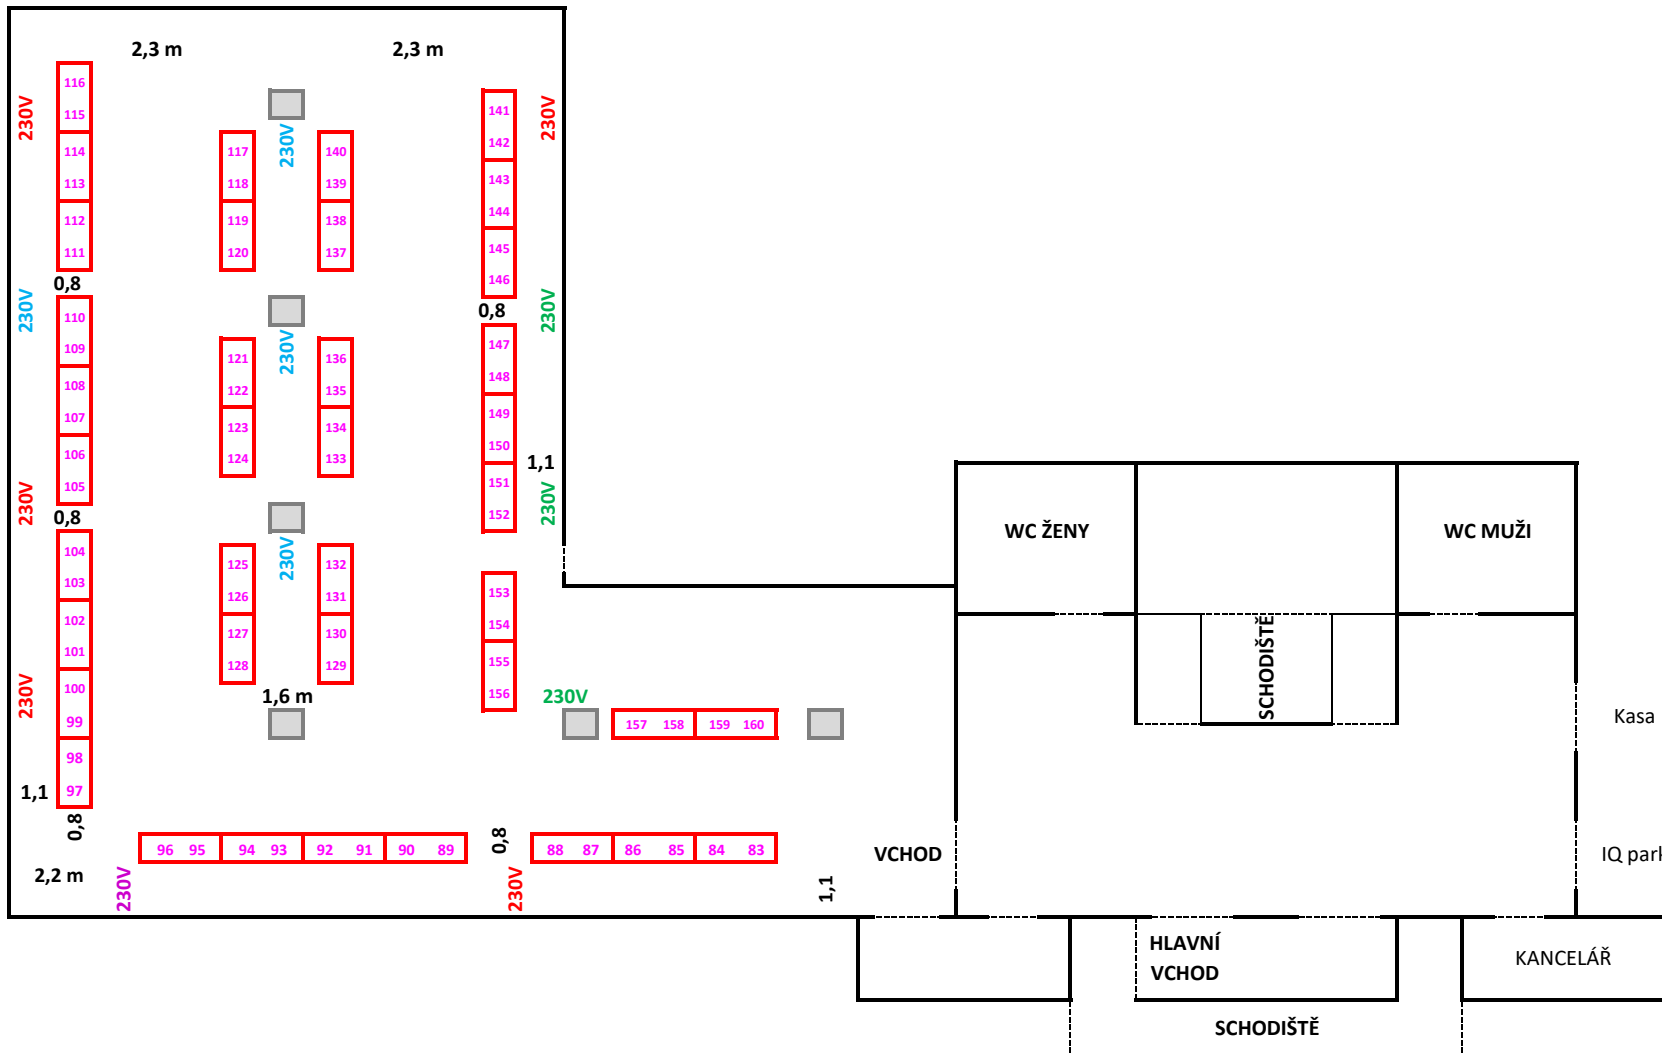 2,3 m
2,3 m
116
115
114
113
112
111
0,8
110
109
108
107
106
105
0,8
104
103
102
101
100
99
98
97
0,8
230V
230V
230V
230V
1,1
2,2 m
117
118
119
120
121
122
123
124
125
126
127
128
230V
230V
230V
1,6 m
140
139
138
137
136
135
134
133
132
131
130
129
141
142
143
144
145
146
0,8
147
148
149
150
151
152
153
154
155
156
230V
230V
1,1
230V
230V
157 158 159 160
96 95 94 93 92 91 90 89
0,8
88 87 86 85 84 83
230V
230V
1,1
VCHOD
WC ŽENY
WC MUŽI
SCHODIŠTĚ
Kasa
IQ park
HLAVNÍ
VCHOD
KANCELÁŘ
SCHODIŠTĚ